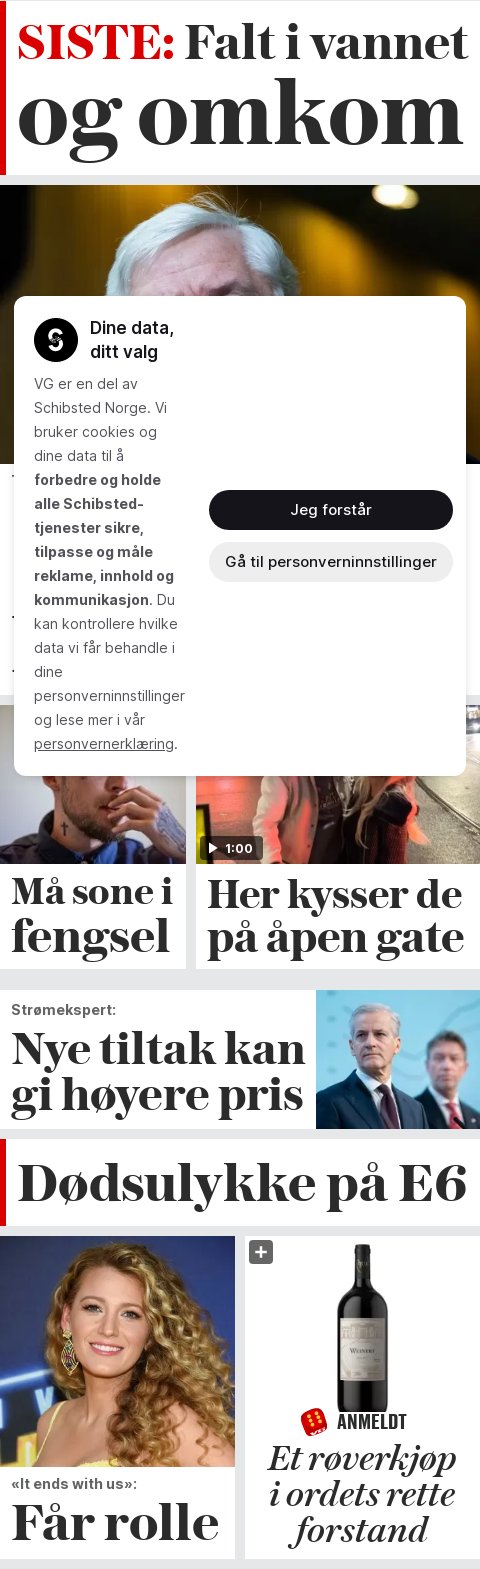 SISTE: Falt i vannet
og omkom
Dine data,
ditt valg
VG er en del av
Schibsted Norge. Vi
bruker cookies og
dine data til å
forbedre og holde
alle Schibsted-
tjenester sikre,
tilpasse og måle
reklame, innhold og
kommunikasjon. Du
kan kontrollere hvilke
data vi får behandle i
dine
personverninnstillinger
og lese mer i vår
personvernerklæring.
Jeg forstår
Gå til personverninnstillinger
1:00
Må sone i
fengsel
Her kysser de
på åpen gate
Strømekspert:
Nye tiltak kan
gi høyere pris
Dødsulykke på E6
«It ends with us»:
Får rolle
WEINERT
VG
ANMELDT
Et røverkjøp
i ordets rette
forstand